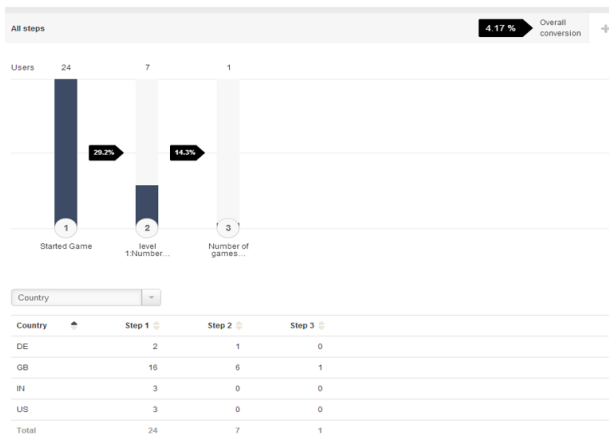 All steps
4.17 %
Overall
conversion
Users 24 7 1
29.2%
14.3%
1 2 3
Started Game
level
1:Number...
Number of
games...
Country
Country Step 1 Step 2 Step 3
DE 2 1 0
GB 16 6 1
IN 3 0 0
US 3 0 0
Total 24 7 1